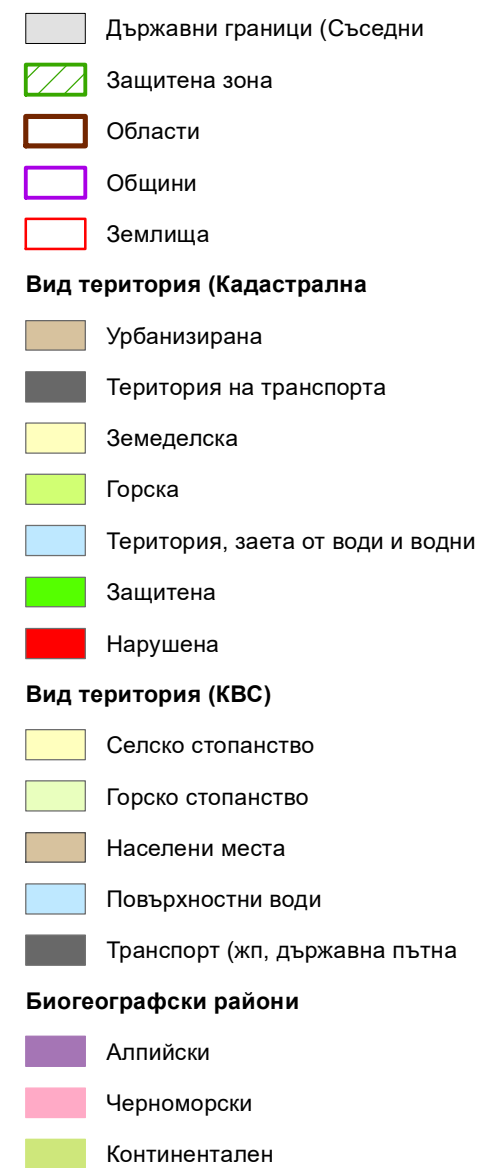 Държавни граници (Съседни
Защитена зона
Области
Общини
Землища
Вид територия (Кадастрална
Урбанизирана
Територия на транспорта
Земеделска
Горска
Територия, заета от води и водни
Защитена
Нарушена
Вид територия (КВС)
Селско стопанство
Горско стопанство
Населени места
Повърхностни води
Транспорт (жп, държавна пътна
Биогеографски райони
Алпийски
Черноморски
Континентален